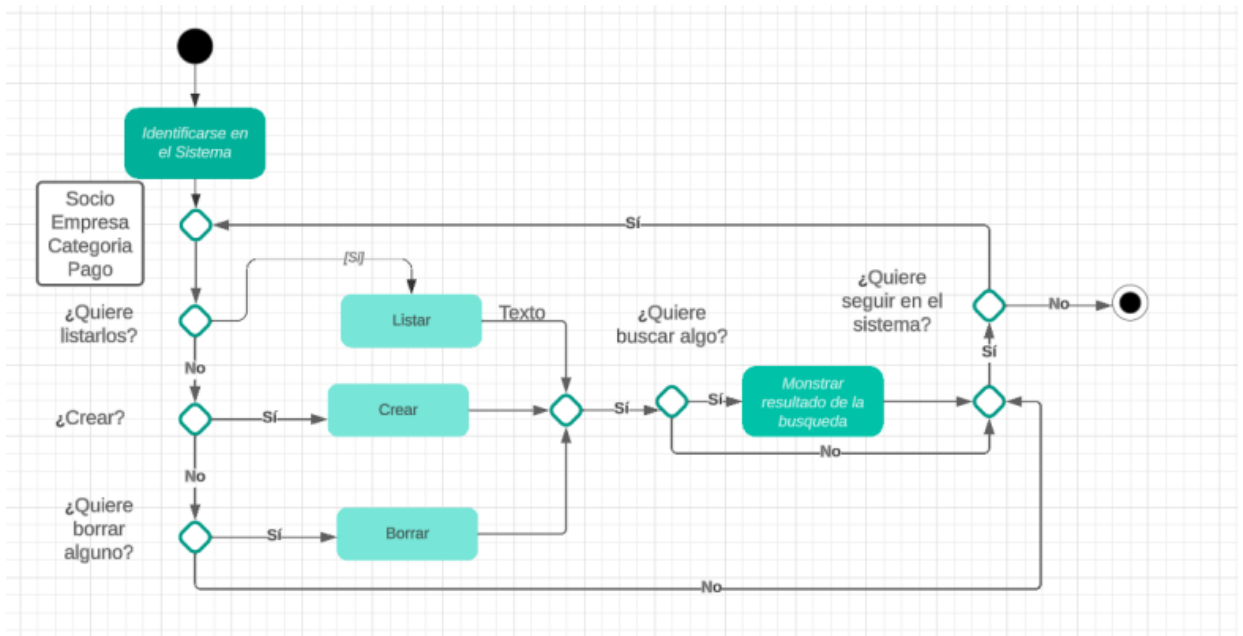 Identificarse en
el Sistema
Socio
Empresa
Categoria
Pago
Sí
[Sí]
¿Quiere
listarlos?
Listar
Texto
¿Quiere
buscar algo?
¿Quiere
seguir en el
sistema?
No
No
Sí
¿Crear?
Sí
Crear
Sí
Sí
Monstrar
resultado de la
busqueda
No
No
¿Quiere
borrar
alguno?
Sí
Borrar
No